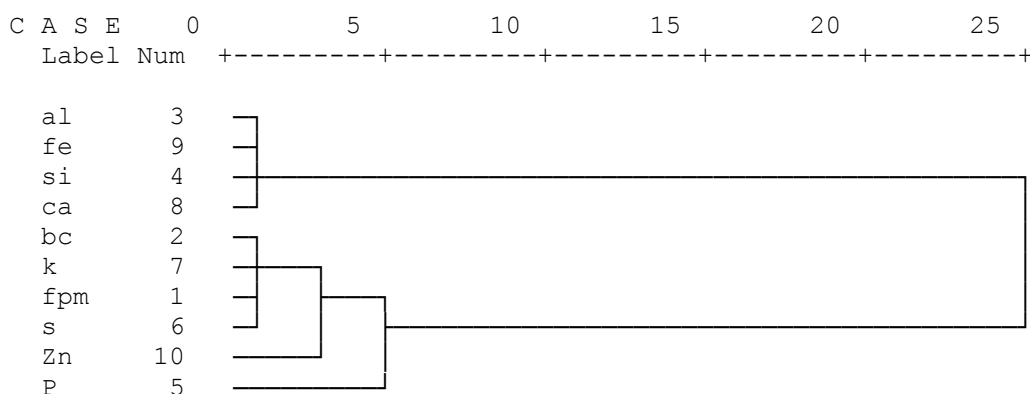 C A S E 0 5 10 15 20 25
Label Num +---------+---------+---------+---------+---------+
al 3
fe 9
si 4
ca 8
bc 2
k 7
fpm 1
s 6
Zn 10
P 5